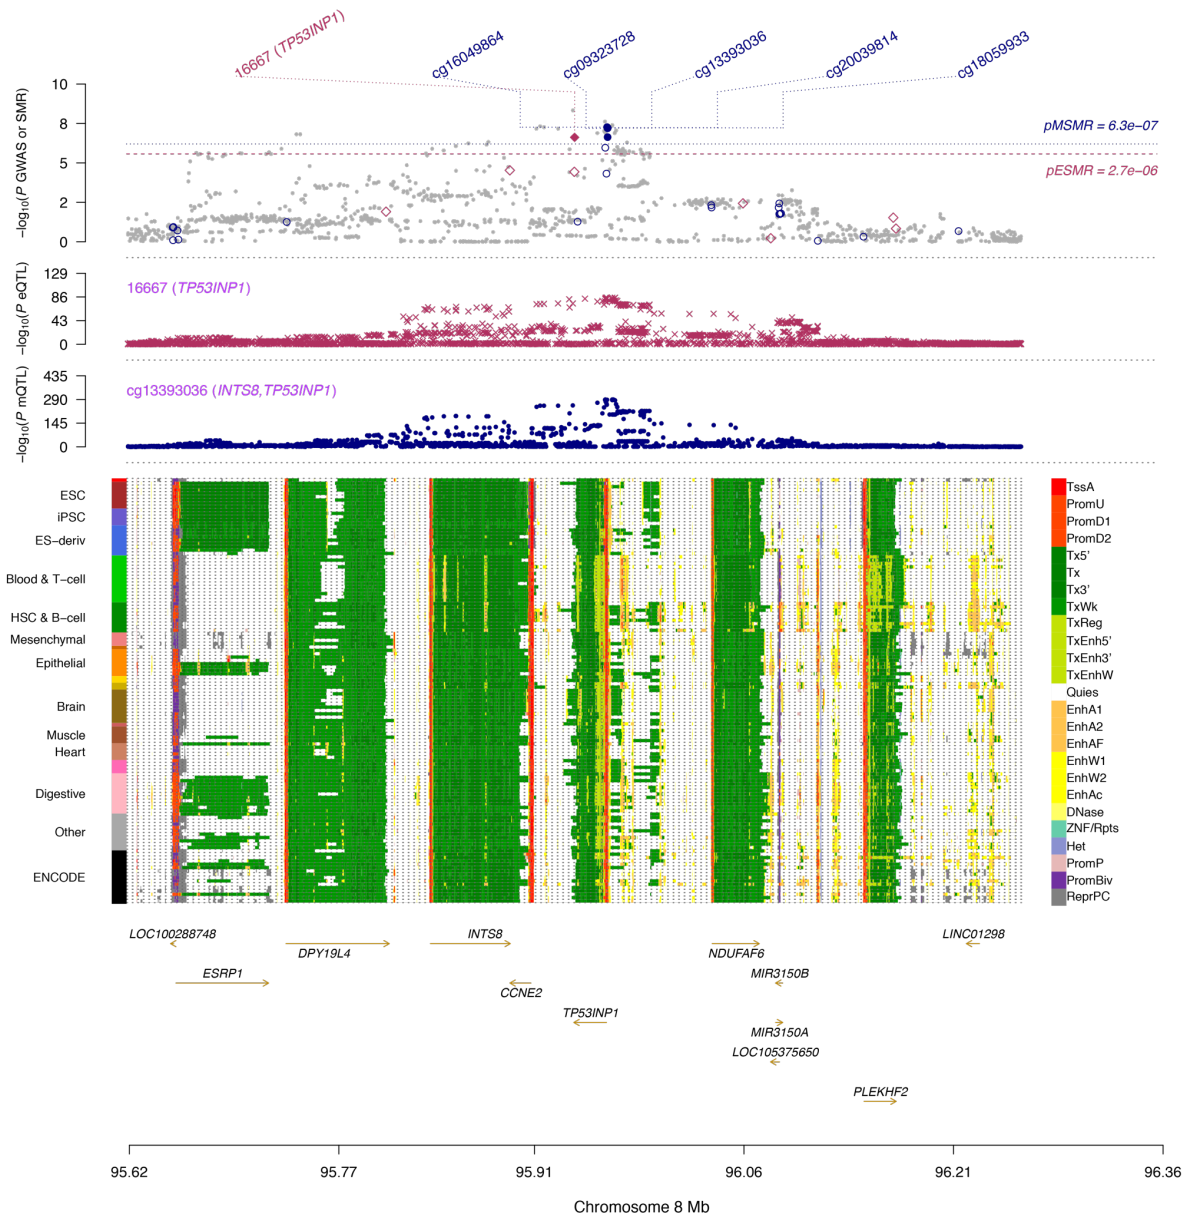 16667 (TP53INP1)
cg16049864
cg09323728
cg13393036
cg20039814
cg18059933
−log10(P GWAS or SMR)
10
8
5
2
0
pMSMR = 6.3e−07
pESMR = 2.7e−06
−log10(P eQTL)
129
86
43
0
16667 (TP53INP1)
−log10(P mQTL)
435
290
145
0
cg13393036 (INTS8,TP53INP1)
ESC
iPSC
ES−deriv
Blood & T−cell
HSC & B−cell
Mesenchymal
Epithelial
Brain
Muscle
Heart
Digestive
Other
ENCODE
TssA
PromU
PromD1
PromD2
Tx5'
Tx
Tx3'
TxWk
TxReg
TxEnh5'
TxEnh3'
TxEnhW
Quies
EnhA1
EnhA2
EnhAF
EnhW1
EnhW2
EnhAc
DNase
ZNF/Rpts
Het
PromP
PromBiv
ReprPC
LOC100288748
INTS8
LINC01298
DPY19L4
NDUFAF6
ESRP1
MIR3150B
CCNE2
TP53INP1
MIR3150A
LOC105375650
PLEKHF2
95.62
95.77
95.91
96.06
96.21
96.36
Chromosome 8 Mb